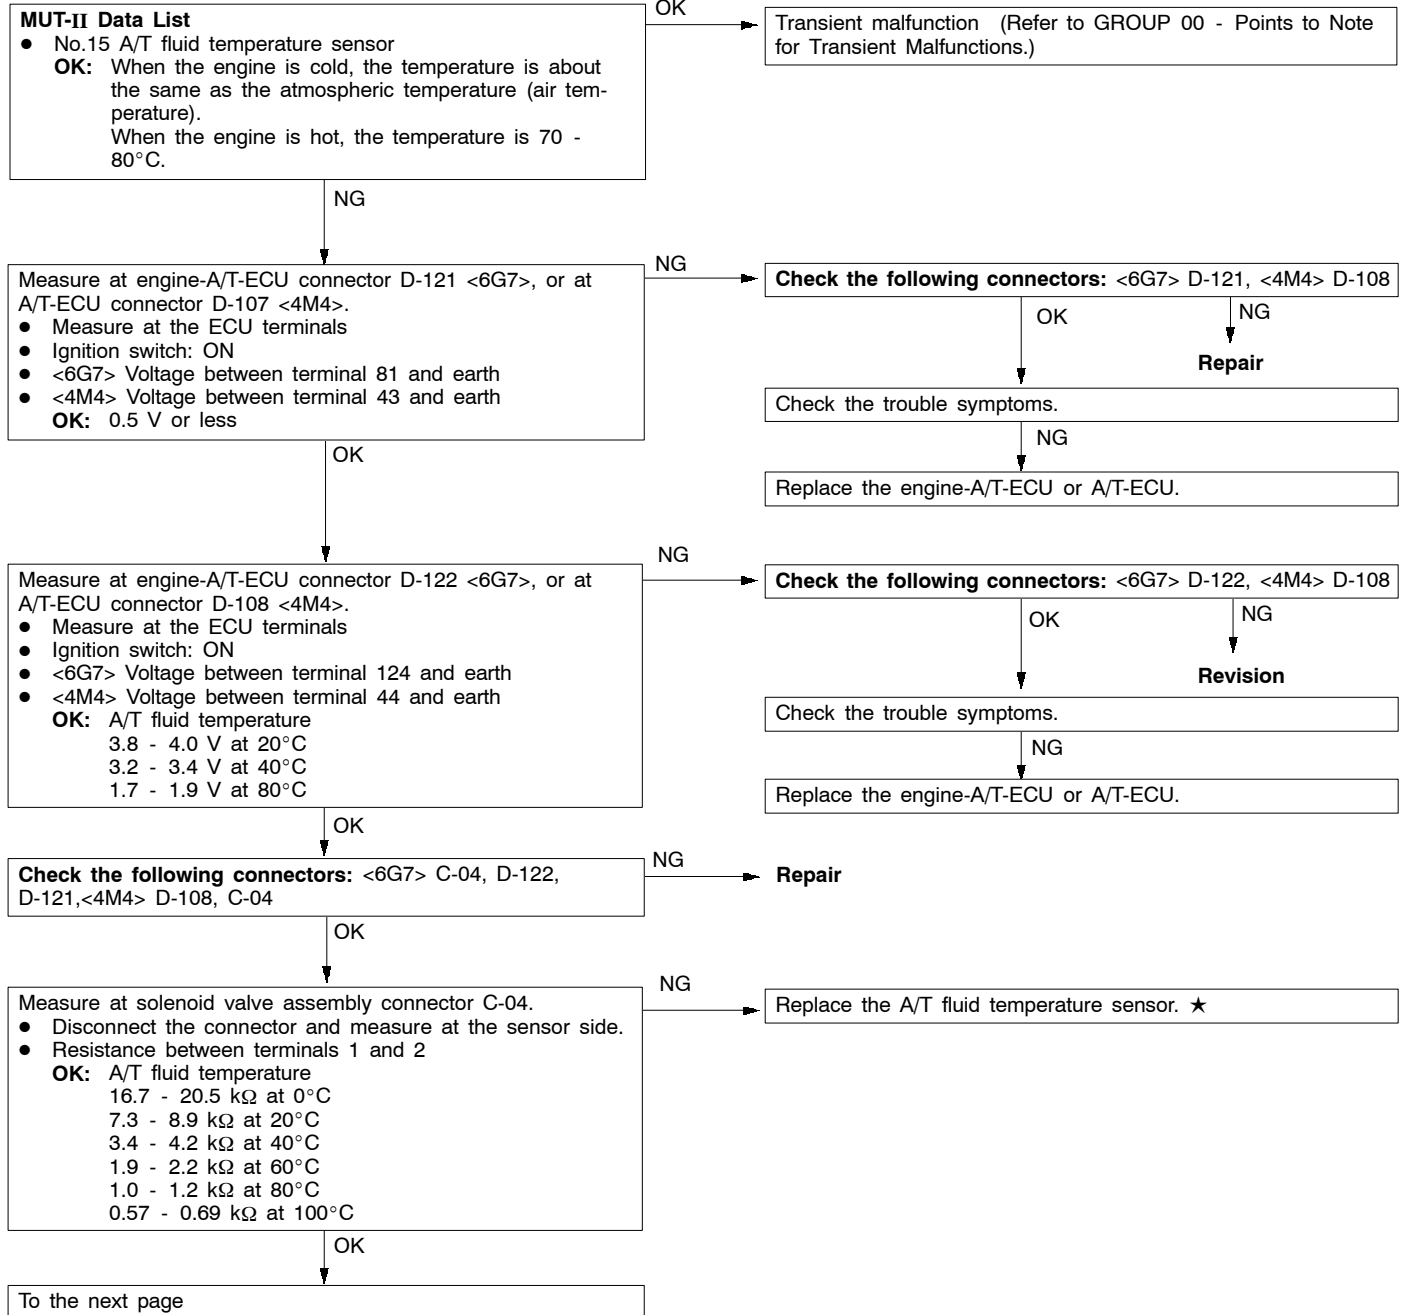 MUT-II Data List
● No.15 A/T fluid temperature sensor
OK: When the engine is cold, the temperature is about
the same as the atmospheric temperature (air tem-
perature).
When the engine is hot, the temperature is 70 -
80°C.
OK
Transient malfunction (Refer to GROUP 00 - Points to Note
for Transient Malfunctions.)
NG
Measure at engine-A/T-ECU connector D-121 <6G7>, or at
A/T-ECU connector D-107 <4M4>.
● Measure at the ECU terminals
● Ignition switch: ON
● <6G7> Voltage between terminal 81 and earth
● <4M4> Voltage between terminal 43 and earth
OK: 0.5 V or less
NG
Check the following connectors: <6G7> D-121, <4M4> D-108
OK
NG
Repair
Check the trouble symptoms.
NG
Replace the engine-A/T-ECU or A/T-ECU.
OK
Measure at engine-A/T-ECU connector D-122 <6G7>, or at
A/T-ECU connector D-108 <4M4>.
● Measure at the ECU terminals
● Ignition switch: ON
● <6G7> Voltage between terminal 124 and earth
● <4M4> Voltage between terminal 44 and earth
OK: A/T fluid temperature
3.8 - 4.0 V at 20°C
3.2 - 3.4 V at 40°C
1.7 - 1.9 V at 80°C
NG
Check the following connectors: <6G7> D-122, <4M4> D-108
OK
NG
Revision
Check the trouble symptoms.
NG
Replace the engine-A/T-ECU or A/T-ECU.
OK
Check the following connectors: <6G7> C-04, D-122,
D-121,<4M4> D-108, C-04
NG
Repair
OK
Measure at solenoid valve assembly connector C-04.
● Disconnect the connector and measure at the sensor side.
● Resistance between terminals 1 and 2
OK: A/T fluid temperature
16.7 - 20.5 kΩ at 0°C
7.3 - 8.9 kΩ at 20°C
3.4 - 4.2 kΩ at 40°C
1.9 - 2.2 kΩ at 60°C
1.0 - 1.2 kΩ at 80°C
0.57 - 0.69 kΩ at 100°C
NG
Replace the A/T fluid temperature sensor. ★
OK
To the next page